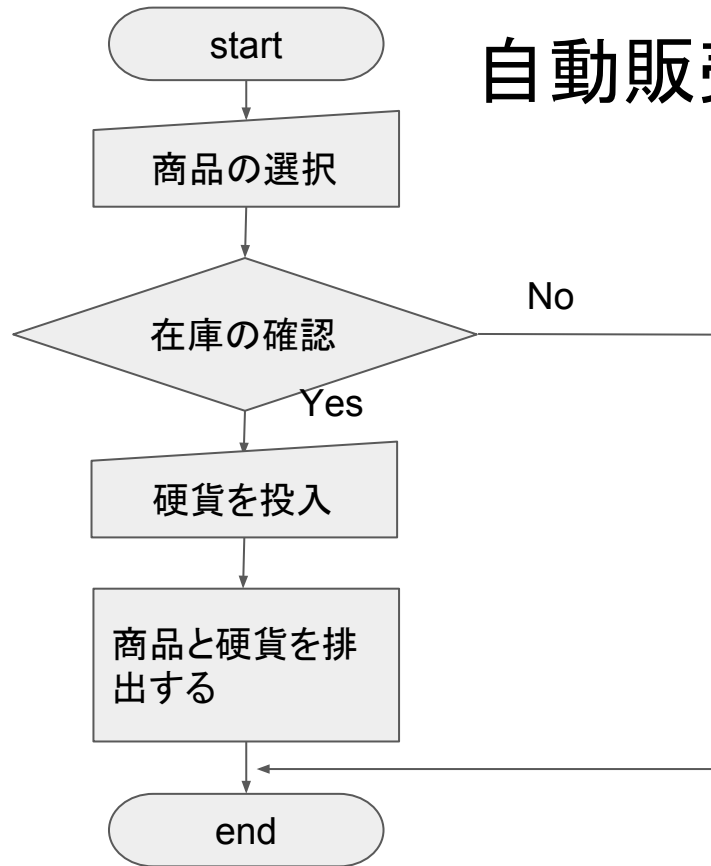 start
自動販
商品の選択
No
在庫の確認
Yes
硬貨を投入
商品と硬貨を排
出する
end